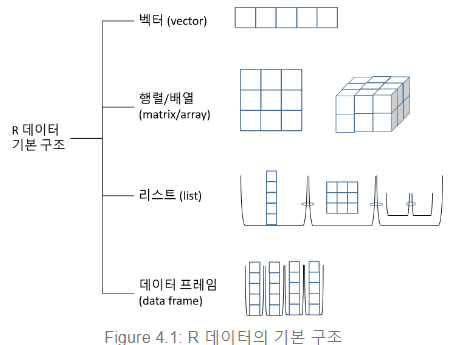 벡터 (vector)
행렬/배열
(matrix/array)
R 데이터
기본 구조
리스트 (list)
데이터 프레임
(data frame)
Figure 4.1: R 데이터의 기본 구조